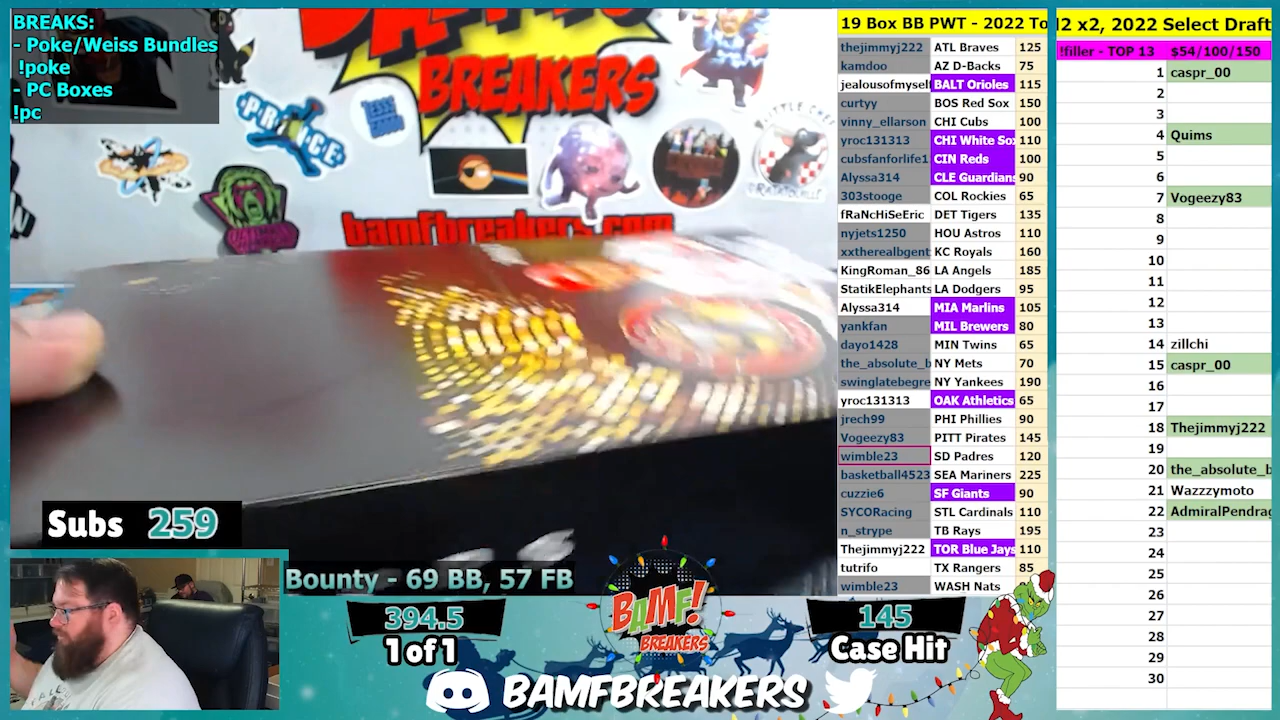 BREAKS:
- Poke/Weiss Bundles
!poke
- PC Boxes
!pc
BREAKERS
bamfbreakers.com
Subs 259
Bounty - 69 BB, 57 FB
394.5
1 of 1
BAMF!
BREAKERS
145
Case Hit
BAMFBREAKERS
19 Box BB PWT - 2022 To
thejimmyj222 ATL Braves 125
kamdoo AZ D-Backs 75
jealousofmysel BALT Orioles 115
curtyy BOS Red Sox 150
vinny_ellarson CHI Cubs 100
yroc131313 CHI White Sox 110
cubsfanforlife1 CIN Reds 100
Alyssa314 CLE Guardians 90
303stooge COL Rockies 65
fRaNcHiSeEric DET Tigers 135
nyjets1250 HOU Astros 110
xxtherealbgent KC Royals 160
KingRoman_86 LA Angels 185
StatikElephants LA Dodgers 95
Alyssa314 MIA Marlins 105
yankfan MIL Brewers 80
dayo1428 MIN Twins 65
the_absolute_b NY Mets 70
swinglatebegre NY Yankees 190
yroc131313 OAK Athletics 65
jrech99 PHI Phillies 90
Vogeezy83 PITT Pirates 145
wimble23 SD Padres 120
basketball4523 SEA Mariners 225
cuzzie6 SF Giants 90
SYCORacing STL Cardinals 110
n_strype TB Rays 195
Thejimmyj222 TOR Blue Jays 110
tutrifo TX Rangers 85
wimble23 WASH Nats
x2, 2022 Select Draft
!filler - TOP 13 $54/100/150
1 caspr_00
2
3
4 Quims
5
6
7 Vogeezy83
8
9
10
11
12
13
14 zillchi
15 caspr_00
16
17
18 Thejimmyj222
19
20 the_absolute_b
21 Wazzzymoto
22 AdmiralPendrag
23
24
25
26
27
28
29
30